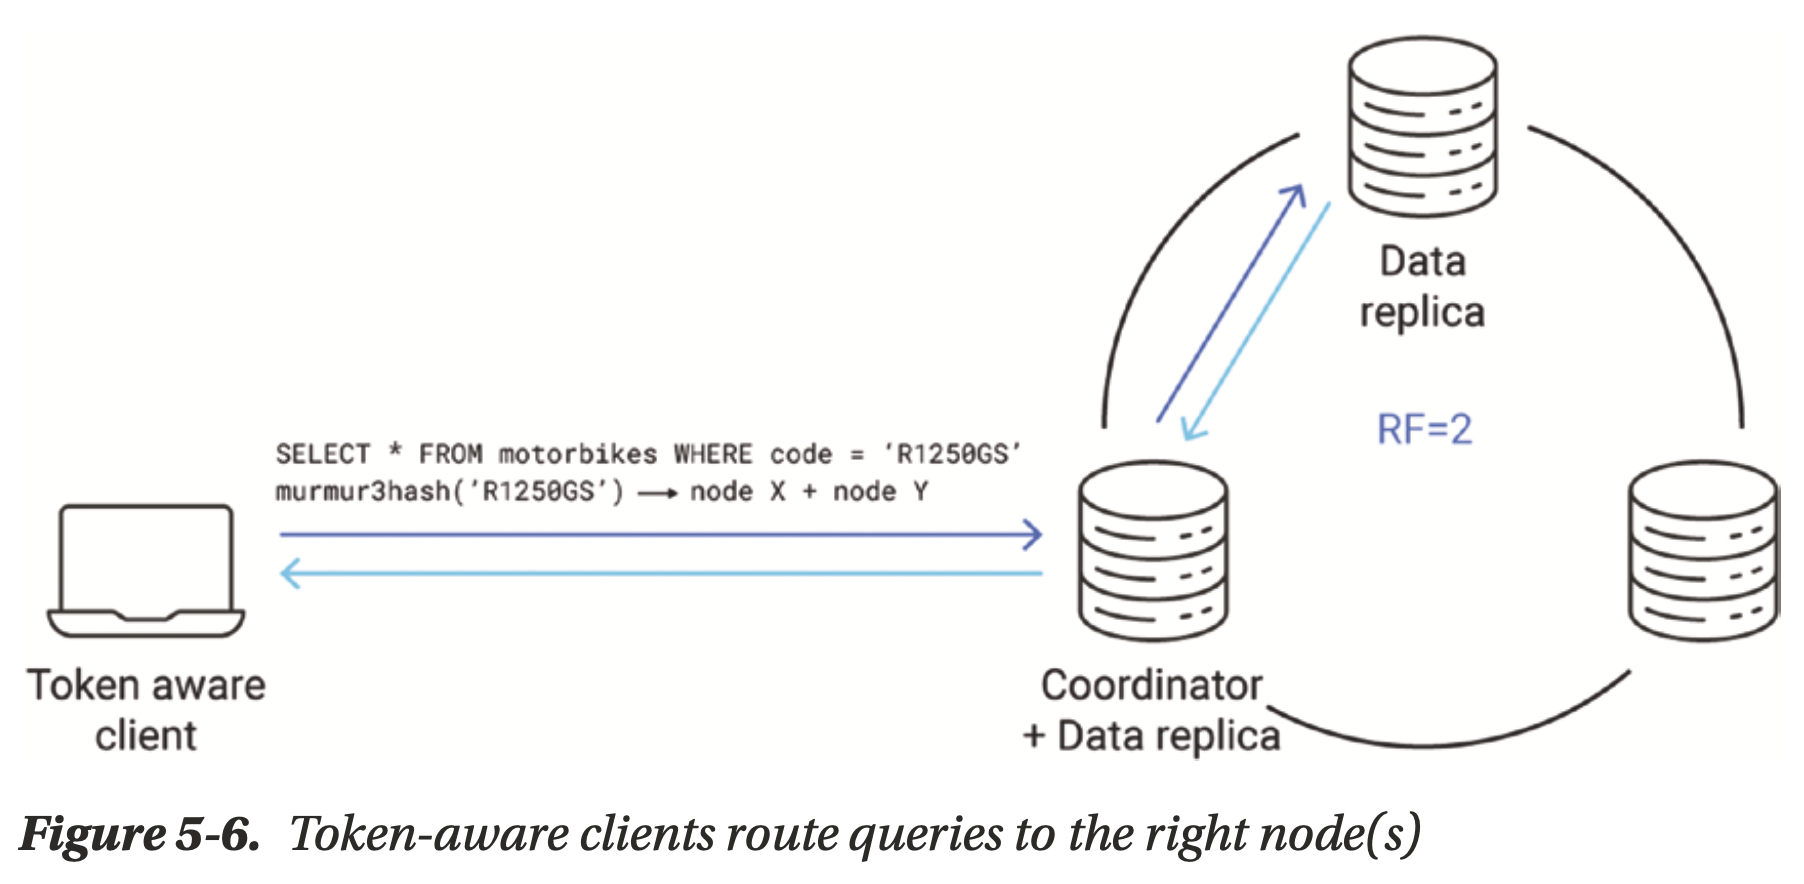 Data
replica
RF=2
SELECT * FROM motorbikes WHERE code = ‘R1250GS’
murmur3hash(‘R1250GS’) ⟶ node X + node Y
Token aware
client
Coordinator
+ Data replica
Figure 5-6. Token-aware clients route queries to the right node(s)